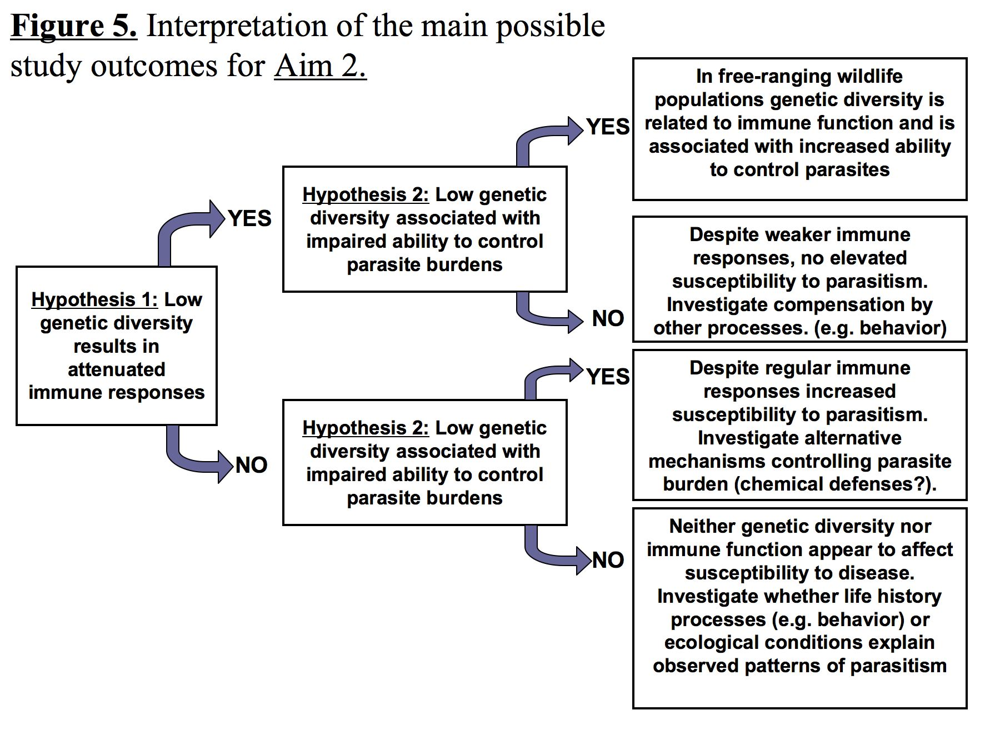 Figure 5. Interpretation of the main possible
study outcomes for Aim 2.
Hypothesis 1: Low
genetic diversity
results in
attenuated
immune responses
YES
Hypothesis 2: Low genetic
diversity associated with
impaired ability to control
parasite burdens
YES
In free-ranging wildlife
populations genetic diversity is
related to immune function and is
associated with increased ability
to control parasites
NO
Despite weaker immune
responses, no elevated
susceptibility to parasitism.
Investigate compensation by
other processes. (e.g. behavior)
NO
Hypothesis 2: Low genetic
diversity associated with
impaired ability to control
parasite burdens
YES
Despite regular immune
responses increased
susceptibility to parasitism.
Investigate alternative
mechanisms controlling parasite
burden (chemical defenses?).
NO
Neither genetic diversity nor
immune function appear to affect
susceptibility to disease.
Investigate whether life history
processes (e.g. behavior) or
ecological conditions explain
observed patterns of parasitism